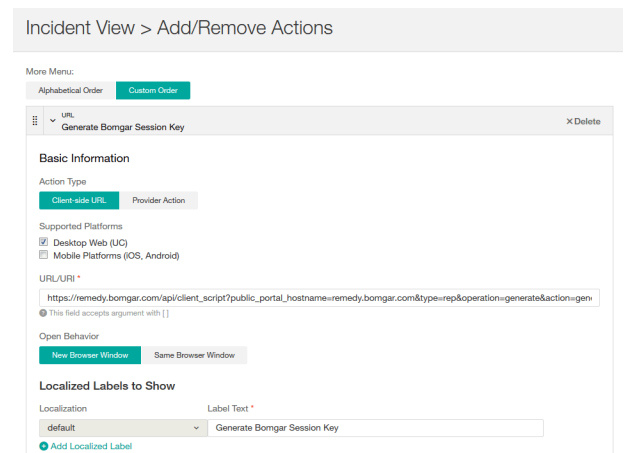 Incident View > Add/Remove Actions
More Menu:
Alphabetical Order Custom Order
URL
Generate Bomgar Session Key
×Delete
Basic Information
Action Type
Client-side URL Provider Action
Supported Platforms
Desktop Web (UC)
Mobile Platforms (iOS, Android)
URL/URI *
https://remedy.bomgar.com/api/client_script?public_portal_hostname=remedy.bomgar.com&type=rep&operation=generate&action=gen
This field accepts argument with [ ]
Open Behavior
New Browser Window Same Browser Window
Localized Labels to Show
Localization Label Text *
default Generate Bomgar Session Key
Add Localized Label